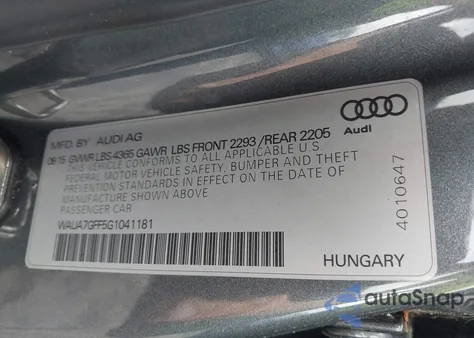 MFD. BY AUDI AG
08/15 GVWR LBS 4365 GAWR LBS FRONT 2293 /REAR 2205
THIS VEHICLE CONFORMS TO ALL APPLICABLE U.S.
FEDERAL MOTOR VEHICLE SAFETY, BUMPER AND THEFT
PREVENTION STANDARDS IN EFFECT ON THE DATE OF
MANUFACTURE SHOWN ABOVE
PASSENGER CAR
WAUA7GFF5G1041181
Audi
4010647
HUNGARY
autoSnap